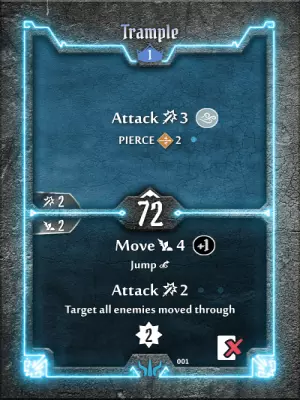 Trample
1
Attack 3
PIERCE 2
2
72
2
Move 4 +1
Jump
Attack 2
Target all enemies moved through
2
001